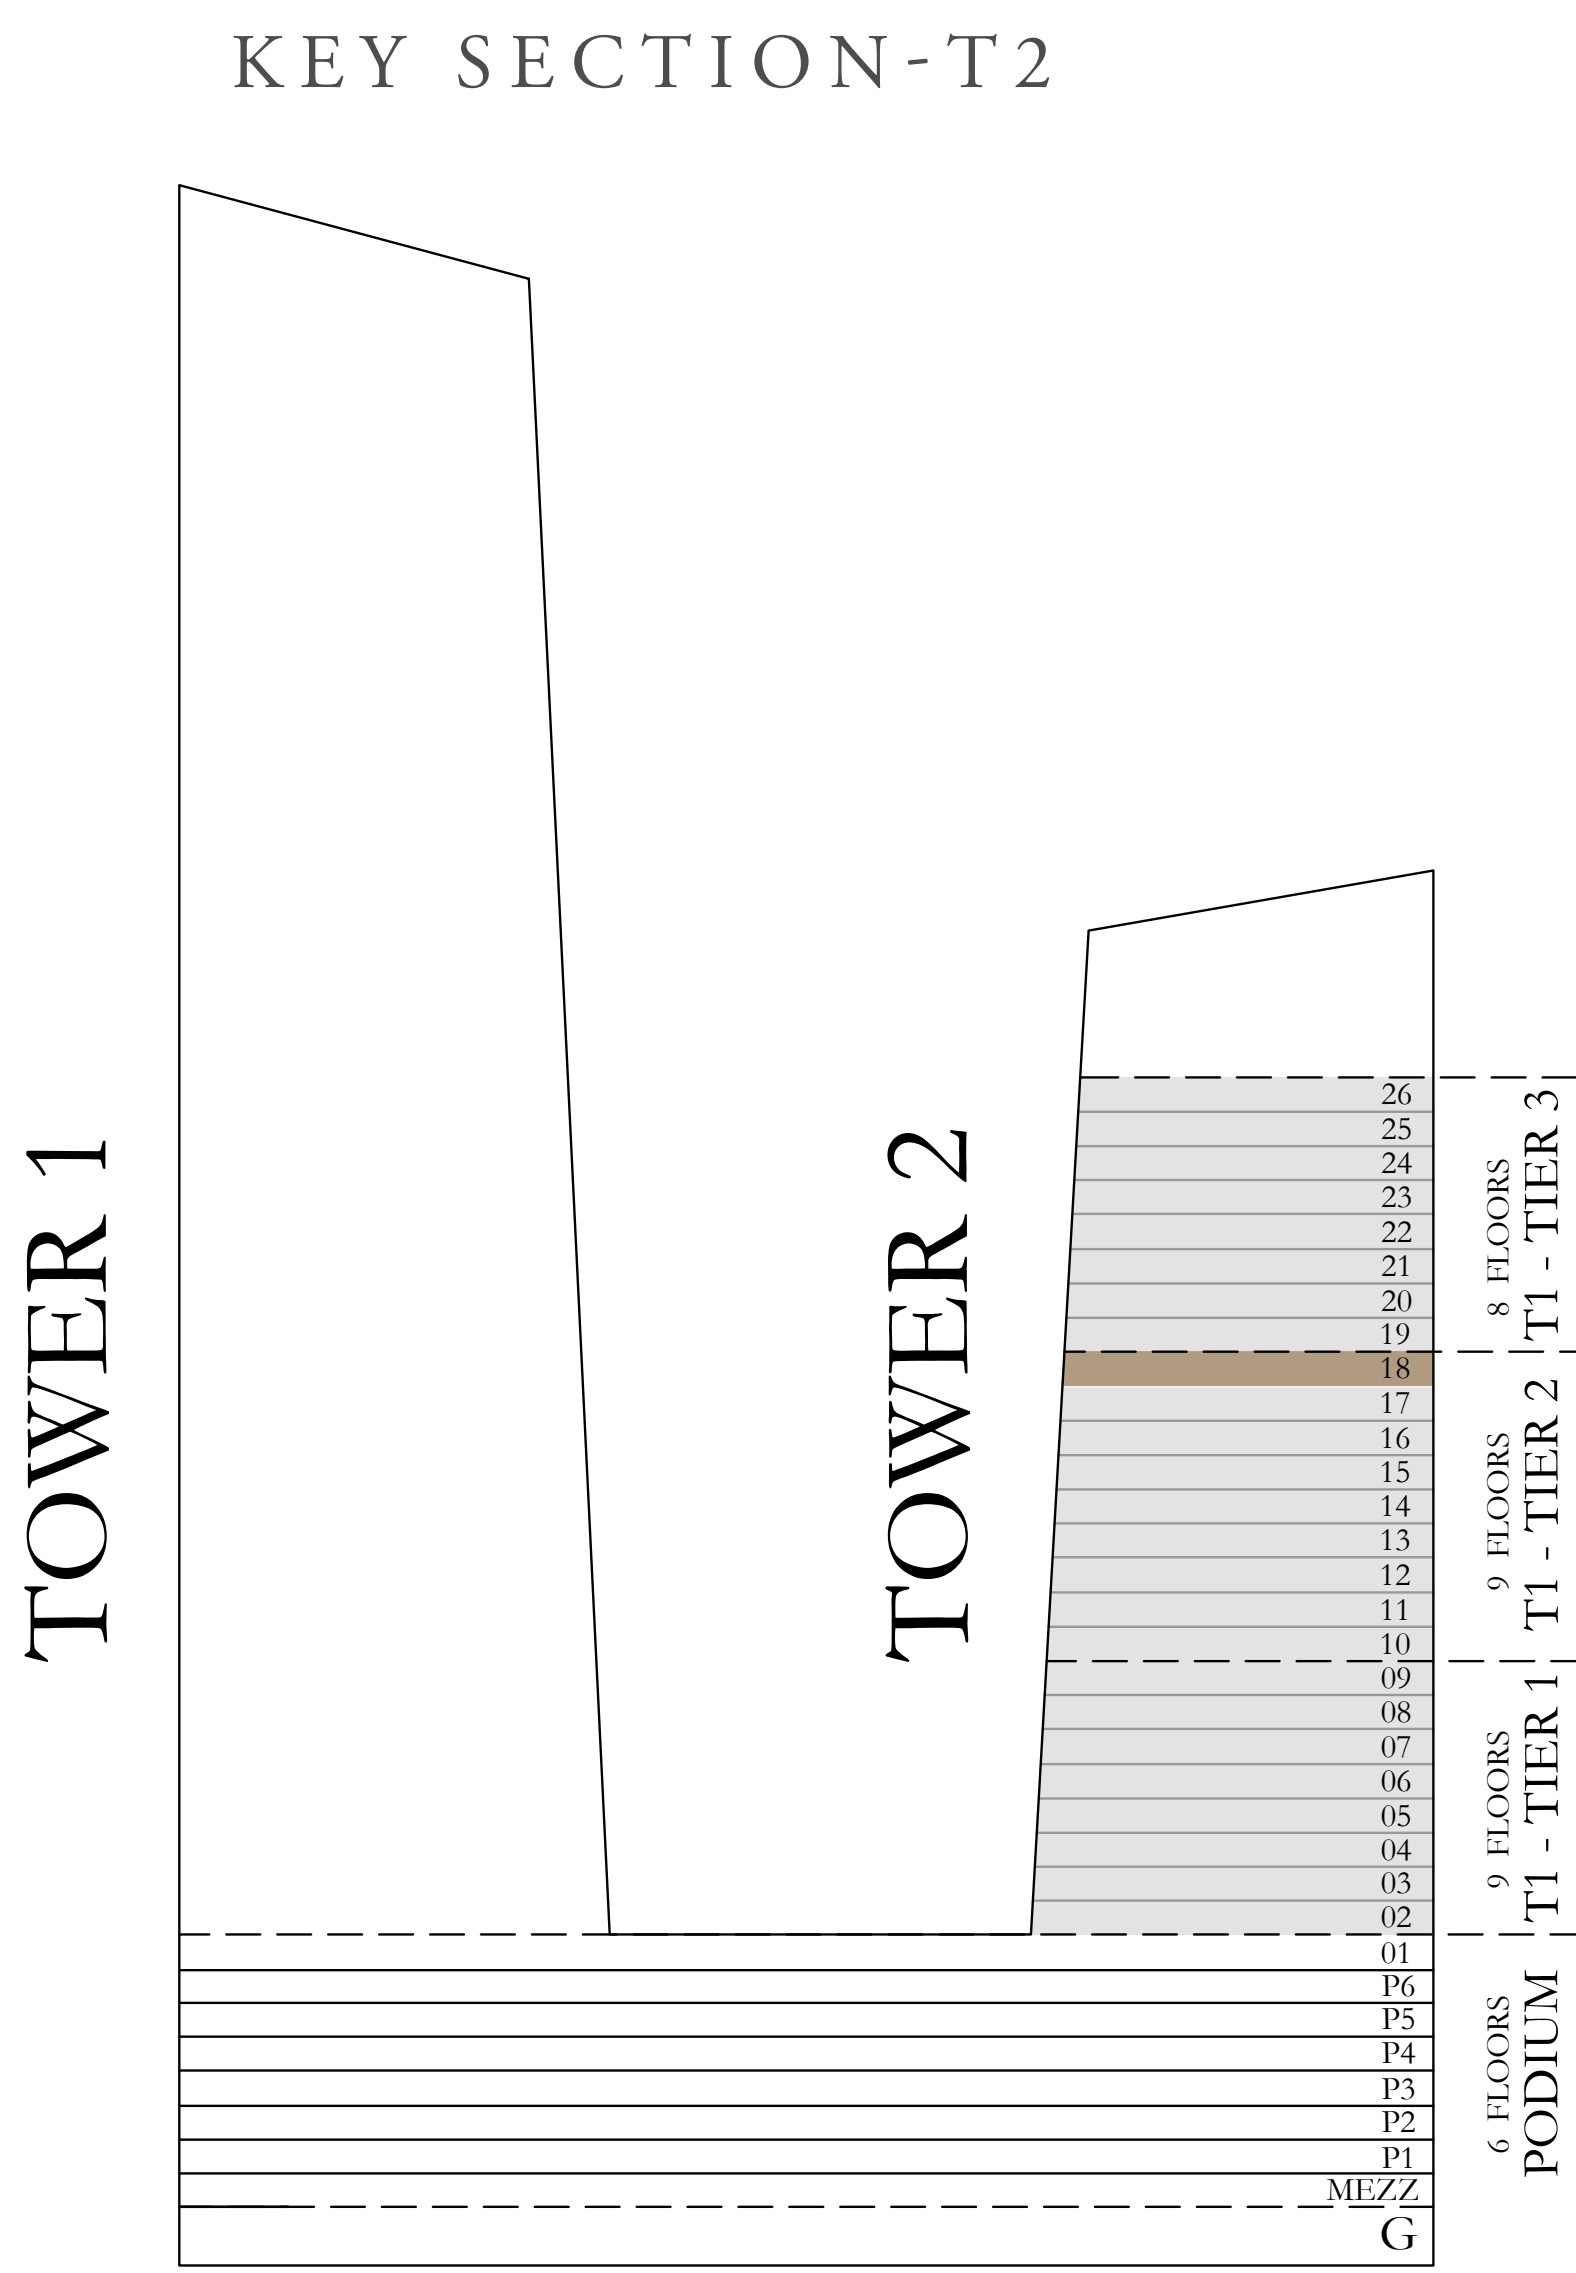 KEY SECTION-T2
TOWER 1
TOWER 2
26
25
24
23
22
21
20
19
18
17
16
15
14
13
12
11
10
09
08
07
06
05
04
03
02
01
P6
P5
P4
P3
P2
P1
MEZZ
G
8 FLOORS
T1 - TIER 3
9 FLOORS
T1 - TIER 2
9 FLOORS
T1 - TIER 1
6 FLOORS
PODIUM